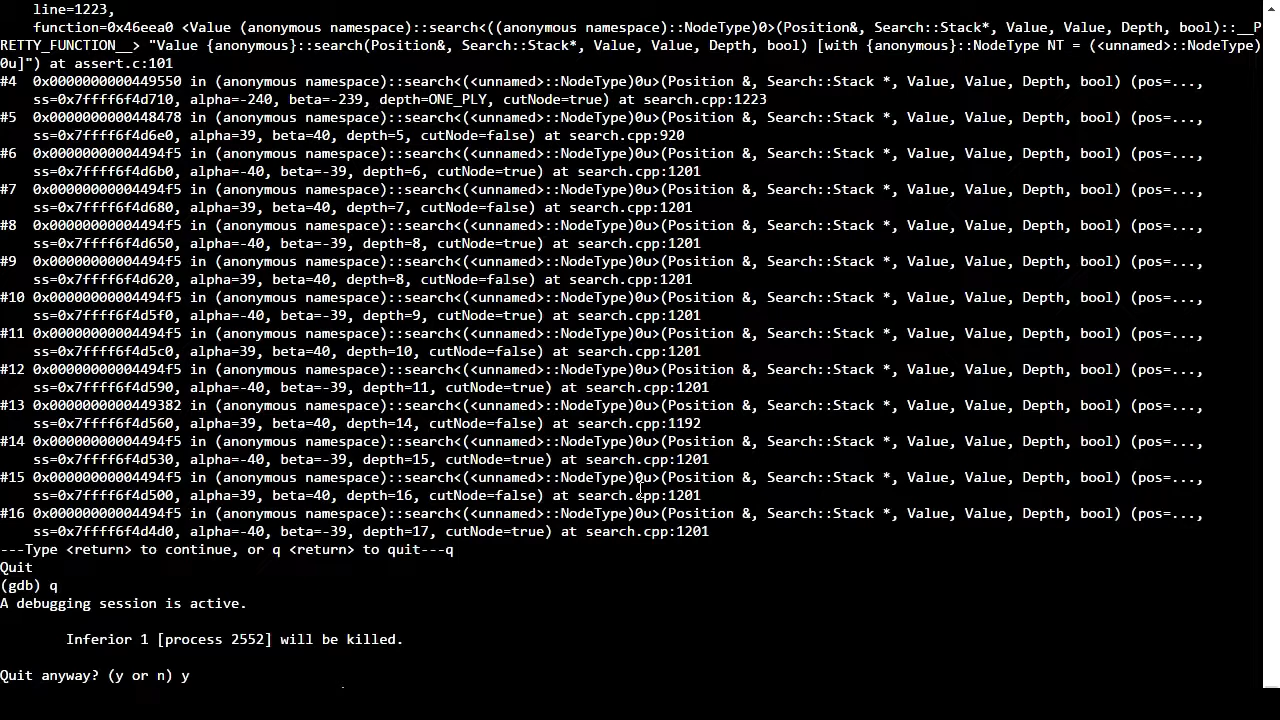 line=1223,
function=0x46eea0 <Value (anonymous namespace)::search<((anonymous namespace)::NodeType)0>(Position&, Search::Stack*, Value, Value, Depth, bool)::__P
RETTY_FUNCTION__> "Value {anonymous}::search(Position&, Search::Stack*, Value, Value, Depth, bool) [with {anonymous}::NodeType NT = (<unnamed>::NodeType)
0u]") at assert.c:101
#4  0x0000000000449550 in (anonymous namespace)::search<(<unnamed>::NodeType)0u>(Position &, Search::Stack *, Value, Value, Depth, bool) (pos=...,
ss=0x7ffff6f4d710, alpha=-240, beta=-239, depth=ONE_PLY, cutNode=true) at search.cpp:1223
#5  0x0000000000448478 in (anonymous namespace)::search<(<unnamed>::NodeType)0u>(Position &, Search::Stack *, Value, Value, Depth, bool) (pos=...,
ss=0x7ffff6f4d6e0, alpha=39, beta=40, depth=5, cutNode=false) at search.cpp:920
#6  0x00000000004494f5 in (anonymous namespace)::search<(<unnamed>::NodeType)0u>(Position &, Search::Stack *, Value, Value, Depth, bool) (pos=...,
ss=0x7ffff6f4d6b0, alpha=-40, beta=-39, depth=6, cutNode=true) at search.cpp:1201
#7  0x00000000004494f5 in (anonymous namespace)::search<(<unnamed>::NodeType)0u>(Position &, Search::Stack *, Value, Value, Depth, bool) (pos=...,
ss=0x7ffff6f4d680, alpha=39, beta=40, depth=7, cutNode=false) at search.cpp:1201
#8  0x00000000004494f5 in (anonymous namespace)::search<(<unnamed>::NodeType)0u>(Position &, Search::Stack *, Value, Value, Depth, bool) (pos=...,
ss=0x7ffff6f4d650, alpha=-40, beta=-39, depth=8, cutNode=true) at search.cpp:1201
#9  0x00000000004494f5 in (anonymous namespace)::search<(<unnamed>::NodeType)0u>(Position &, Search::Stack *, Value, Value, Depth, bool) (pos=...,
ss=0x7ffff6f4d620, alpha=39, beta=40, depth=8, cutNode=false) at search.cpp:1201
#10 0x00000000004494f5 in (anonymous namespace)::search<(<unnamed>::NodeType)0u>(Position &, Search::Stack *, Value, Value, Depth, bool) (pos=...,
ss=0x7ffff6f4d5f0, alpha=-40, beta=-39, depth=9, cutNode=true) at search.cpp:1201
#11 0x00000000004494f5 in (anonymous namespace)::search<(<unnamed>::NodeType)0u>(Position &, Search::Stack *, Value, Value, Depth, bool) (pos=...,
ss=0x7ffff6f4d5c0, alpha=39, beta=40, depth=10, cutNode=false) at search.cpp:1201
#12 0x00000000004494f5 in (anonymous namespace)::search<(<unnamed>::NodeType)0u>(Position &, Search::Stack *, Value, Value, Depth, bool) (pos=...,
ss=0x7ffff6f4d590, alpha=-40, beta=-39, depth=11, cutNode=true) at search.cpp:1201
#13 0x0000000000449382 in (anonymous namespace)::search<(<unnamed>::NodeType)0u>(Position &, Search::Stack *, Value, Value, Depth, bool) (pos=...,
ss=0x7ffff6f4d560, alpha=39, beta=40, depth=14, cutNode=false) at search.cpp:1192
#14 0x00000000004494f5 in (anonymous namespace)::search<(<unnamed>::NodeType)0u>(Position &, Search::Stack *, Value, Value, Depth, bool) (pos=...,
ss=0x7ffff6f4d530, alpha=-40, beta=-39, depth=15, cutNode=true) at search.cpp:1201
#15 0x00000000004494f5 in (anonymous namespace)::search<(<unnamed>::NodeType)0u>(Position &, Search::Stack *, Value, Value, Depth, bool) (pos=...,
ss=0x7ffff6f4d500, alpha=39, beta=40, depth=16, cutNode=false) at search.cpp:1201
#16 0x00000000004494f5 in (anonymous namespace)::search<(<unnamed>::NodeType)0u>(Position &, Search::Stack *, Value, Value, Depth, bool) (pos=...,
ss=0x7ffff6f4d4d0, alpha=-40, beta=-39, depth=17, cutNode=true) at search.cpp:1201
---Type <return> to continue, or q <return> to quit---q
Quit
(gdb) q
A debugging session is active.
Inferior 1 [process 2552] will be killed.
Quit anyway? (y or n) y